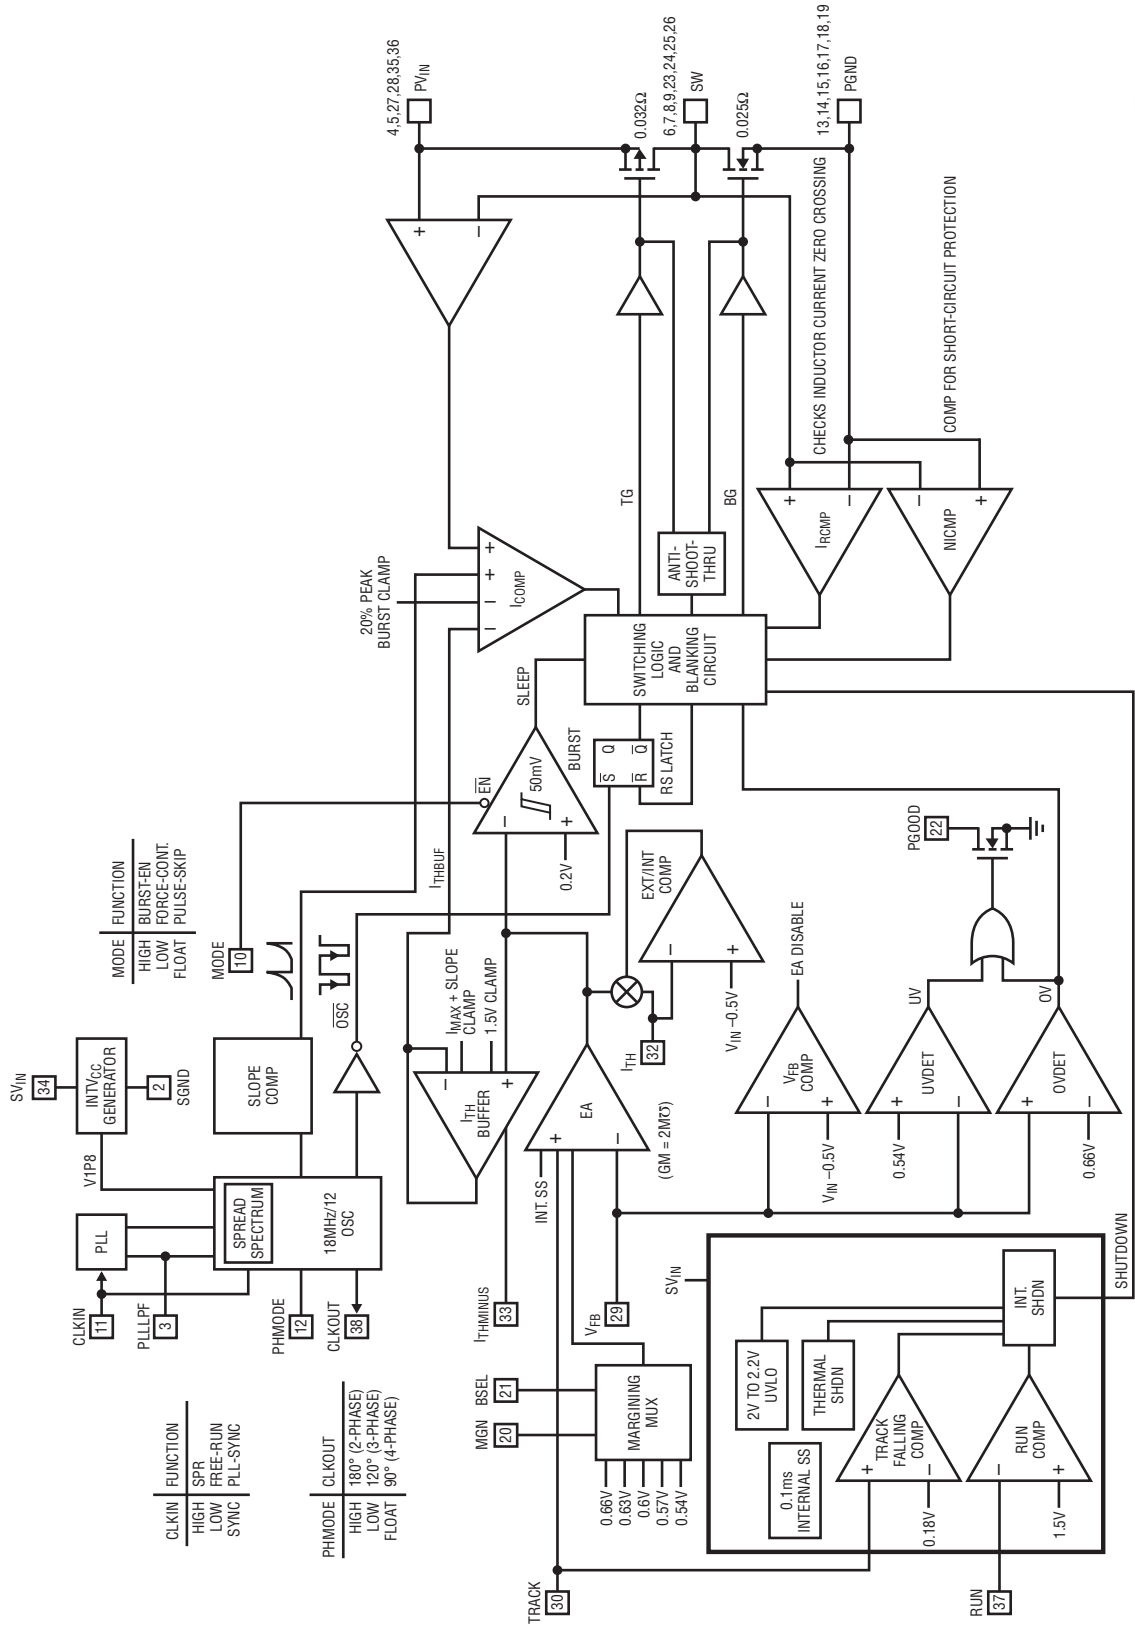 4,5,27,28,35,36
PVIN
0.032Ω
6,7,8,9,23,24,25,26
SW
0.025Ω
13,14,15,16,17,18,19
PGND
+
–
CHECKS INDUCTOR CURRENT ZERO CROSSING
COMP FOR SHORT-CIRCUIT PROTECTION
TG
BG
ANTI-
SHOOT-
THRU
+
–
IRCMP
–
+
NICMP
20% PEAK
BURST CLAMP
+
+
–
–
ICOMP
SWITCHING
LOGIC
AND
BLANKING
CIRCUIT
SLEEP
BURST
EN
50mV
–
+
0.2V
S Q
R Q
RS LATCH
ITHBUF
MODE FUNCTION
HIGH BURST-EN
LOW FORCE-CONT.
FLOAT PULSE-SKIP
MODE
10
OSC
EXT/INT
COMP
–
+
VIN –0.5V
ITH
32
PGOOD
22
EA DISABLE
UV
OV
IMAX + SLOPE
CLAMP
1.5V CLAMP
–
+
ITH
BUFFER
EA
+
–
(GM = 2M℧)
INT. SS
VFB
COMP
–
+
VIN –0.5V
UVDET
+
–
0.54V
OVDET
+
–
0.66V
SVIN
34
INTVCC
GENERATOR
2
SGND
SLOPE
COMP
V1P8
PLL
SPREAD
SPECTRUM
18MHz/12
OSC
CLKIN
11
PLLLPF
3
PHMODE
12
CLKOUT
38
ITHMINUS
33
VFB
29
SVIN
SHUTDOWN
CLKIN FUNCTION
HIGH SPR
LOW FREE-RUN
SYNC PLL-SYNC
PHMODE CLKOUT
HIGH 180° (2-PHASE)
LOW 120° (3-PHASE)
FLOAT 90° (4-PHASE)
BSEL
21
MGN
20
MARGINING
MUX
0.66V
0.63V
0.6V
0.57V
0.54V
2V TO 2.2V
UVLO
THERMAL
SHDN
INT.
SHDN
0.1ms
INTERNAL SS
TRACK
FALLING
COMP
+
–
0.18V
RUN
COMP
–
+
1.5V
TRACK
30
RUN
37